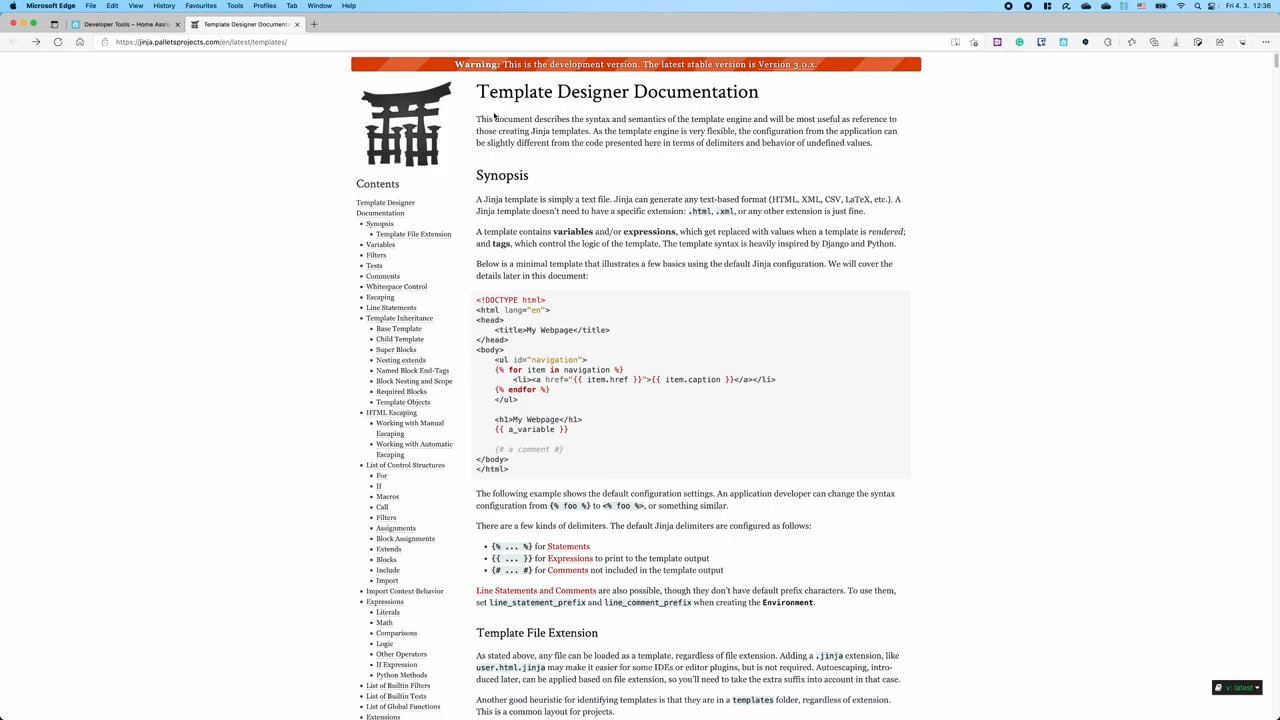 Microsoft Edge File Edit View History Favourites Tools Profiles Tab Window Help
Fri 4. 3. 12:36
Developer Tools – Home Assis
Template Designer Documentation
https://jinja.palletsprojects.com/en/latest/templates/
Warning: This is the development version. The latest stable version is Version 3.0.x.
Contents
Template Designer
Documentation
Synopsis
Template File Extension
Variables
Filters
Tests
Comments
Whitespace Control
Escaping
Line Statements
Template Inheritance
Base Template
Child Template
Super Blocks
Nesting extends
Named Block End-Tags
Block Nesting and Scope
Required Blocks
Template Objects
HTML Escaping
Working with Manual
Escaping
Working with Automatic
Escaping
List of Control Structures
For
If
Macros
Call
Filters
Assignments
Block Assignments
Extends
Blocks
Include
Import
Import Context Behavior
Expressions
Literals
Math
Comparisons
Logic
Other Operators
If Expression
Python Methods
List of Builtin Filters
List of Builtin Tests
List of Global Functions
Extensions
Template Designer Documentation
This document describes the syntax and semantics of the template engine and will be most useful as reference to
those creating Jinja templates. As the template engine is very flexible, the configuration from the application can
be slightly different from the code presented here in terms of delimiters and behavior of undefined values.
Synopsis
A Jinja template is simply a text file. Jinja can generate any text-based format (HTML, XML, CSV, LaTeX, etc.). A
Jinja template doesn't need to have a specific extension: .html, .xml, or any other extension is just fine.
A template contains variables and/or expressions, which get replaced with values when a template is rendered;
and tags, which control the logic of the template. The template syntax is heavily inspired by Django and Python.
Below is a minimal template that illustrates a few basics using the default Jinja configuration. We will cover the
details later in this document:
<!DOCTYPE html>
<html lang="en">
<head>
    <title>My Webpage</title>
</head>
<body>
    <ul id="navigation">
    {% for item in navigation %}
        <li><a href="{{ item.href }}">{{ item.caption }}</a></li>
    {% endfor %}
    </ul>
    <h1>My Webpage</h1>
    {{ a_variable }}
    {# a comment #}
</body>
</html>
The following example shows the default configuration settings. An application developer can change the syntax
configuration from {% foo %} to <% foo %>, or something similar.
There are a few kinds of delimiters. The default Jinja delimiters are configured as follows:
{% ... %} for Statements
{{ ... }} for Expressions to print to the template output
{# ... #} for Comments not included in the template output
Line Statements and Comments are also possible, though they don't have default prefix characters. To use them,
set line_statement_prefix and line_comment_prefix when creating the Environment.
Template File Extension
As stated above, any file can be loaded as a template, regardless of file extension. Adding a .jinja extension, like
user.html.jinja may make it easier for some IDEs or editor plugins, but is not required. Autoescaping, intro-
duced later, can be applied based on file extension, so you'll need to take the extra suffix into account in that case.
Another good heuristic for identifying templates is that they are in a templates folder, regardless of extension.
This is a common layout for projects.
v: latest